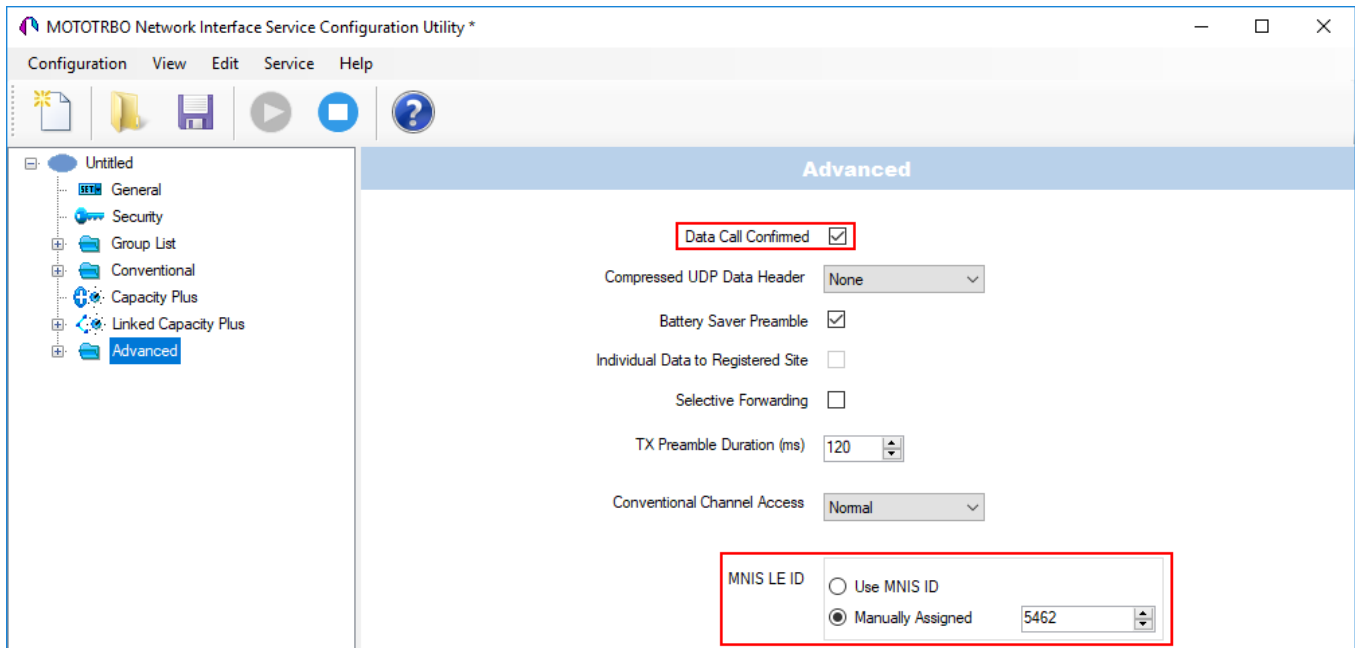 MOTOTRBO Network Interface Service Configuration Utility *
Configuration View Edit Service Help
?
Untitled
SET General
Security
Group List
Conventional
Capacity Plus
Linked Capacity Plus
Advanced
Advanced
Data Call Confirmed
Compressed UDP Data Header None
Battery Saver Preamble
Individual Data to Registered Site
Selective Forwarding
TX Preamble Duration (ms) 120
Conventional Channel Access Normal
MNIS LE ID
Use MNIS ID
Manually Assigned 5462